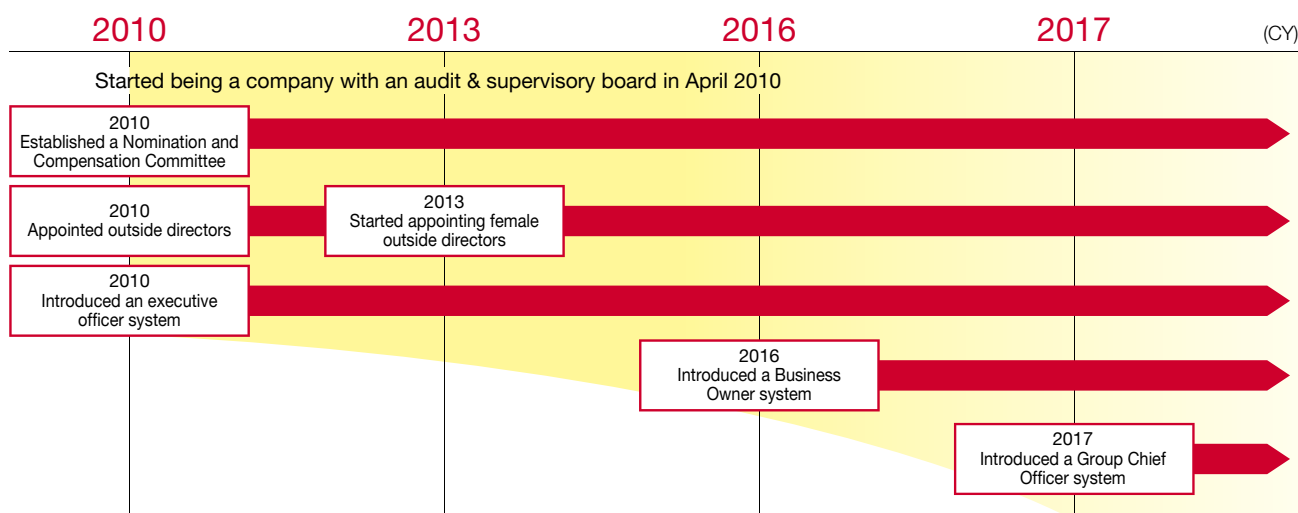 2010 2013 2016 2017 (CY)
Started being a company with an audit & supervisory board in April 2010
2010
Established a Nomination and
Compensation Committee
2010
Appointed outside directors
2013
Started appointing female
outside directors
2010
Introduced an executive
officer system
2016
Introduced a Business
Owner system
2017
Introduced a Group Chief
Officer system